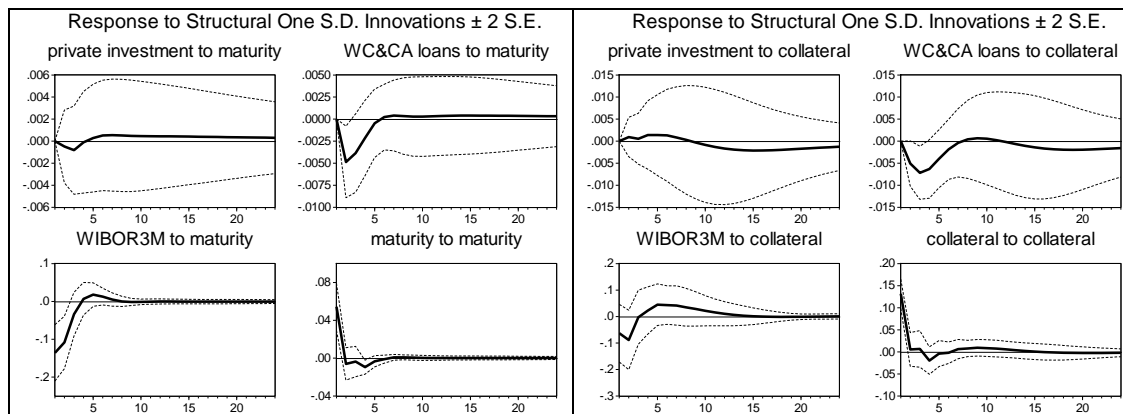 Response to Structural One S.D. Innovations ± 2 S.E.
private investment to maturity
WC&CA loans to maturity
.006
.004
.002
.000
-.002
-.004
-.006
5 10 15 20
.0050
.0025
.0000
-.0025
-.0050
-.0075
-.0100
5 10 15 20
WIBOR3M to maturity
maturity to maturity
.1
.0
-.1
-.2
5 10 15 20
.08
.04
.00
-.04
5 10 15 20
Response to Structural One S.D. Innovations ± 2 S.E.
private investment to collateral
WC&CA loans to collateral
.015
.010
.005
.000
-.005
-.010
-.015
5 10 15 20
.015
.010
.005
.000
-.005
-.010
-.015
5 10 15 20
WIBOR3M to collateral
collateral to collateral
.2
.1
.0
-.1
-.2
-.3
5 10 15 20
.20
.15
.10
.05
.00
-.05
-.10
5 10 15 20